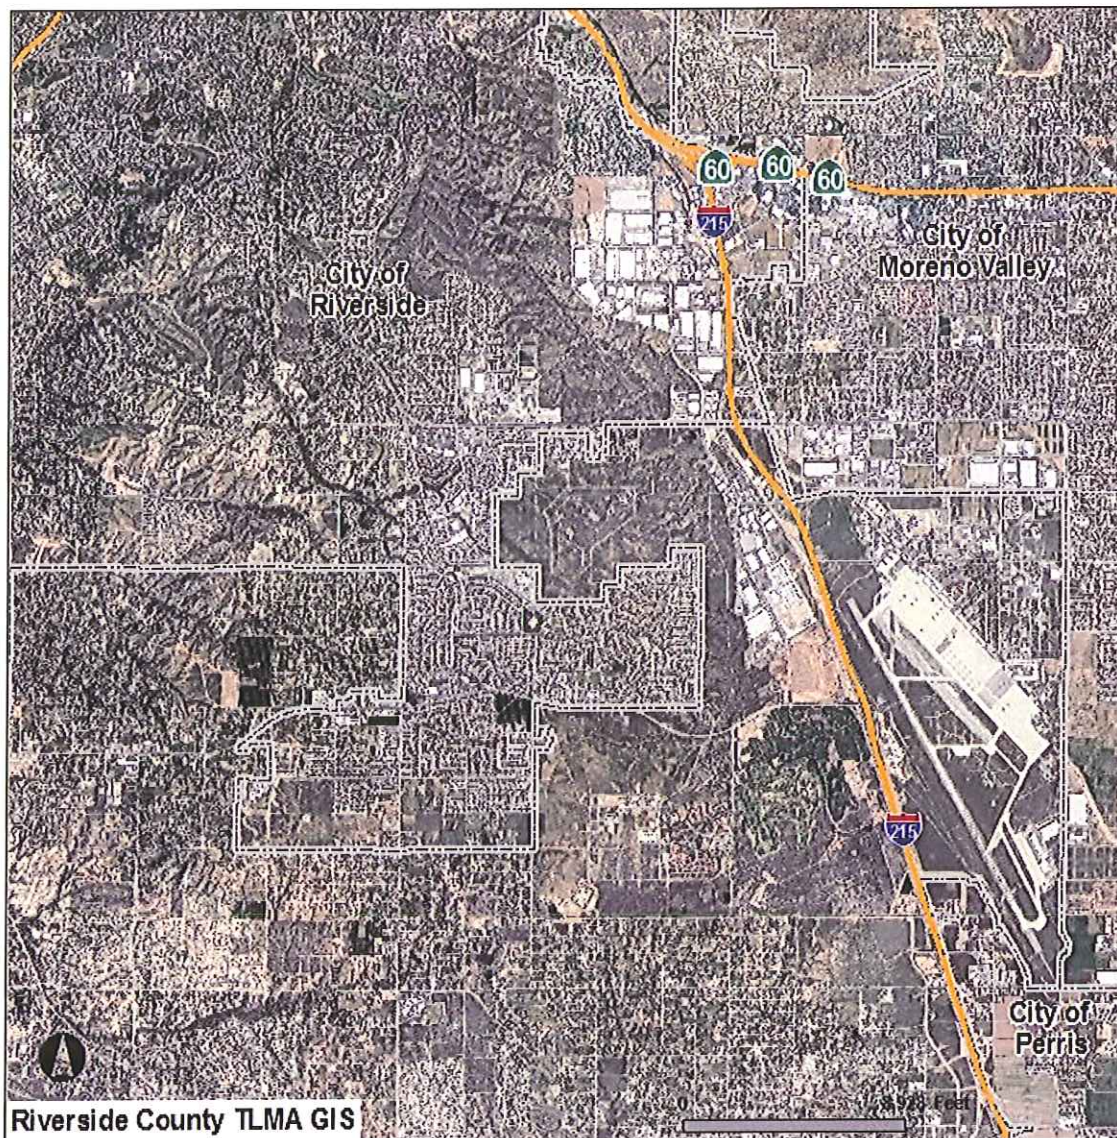 60
60
60
215
City of
Moreno Valley
City of
Riverside
215
City of
Perris
0
Feet
Riverside County TLMA GIS